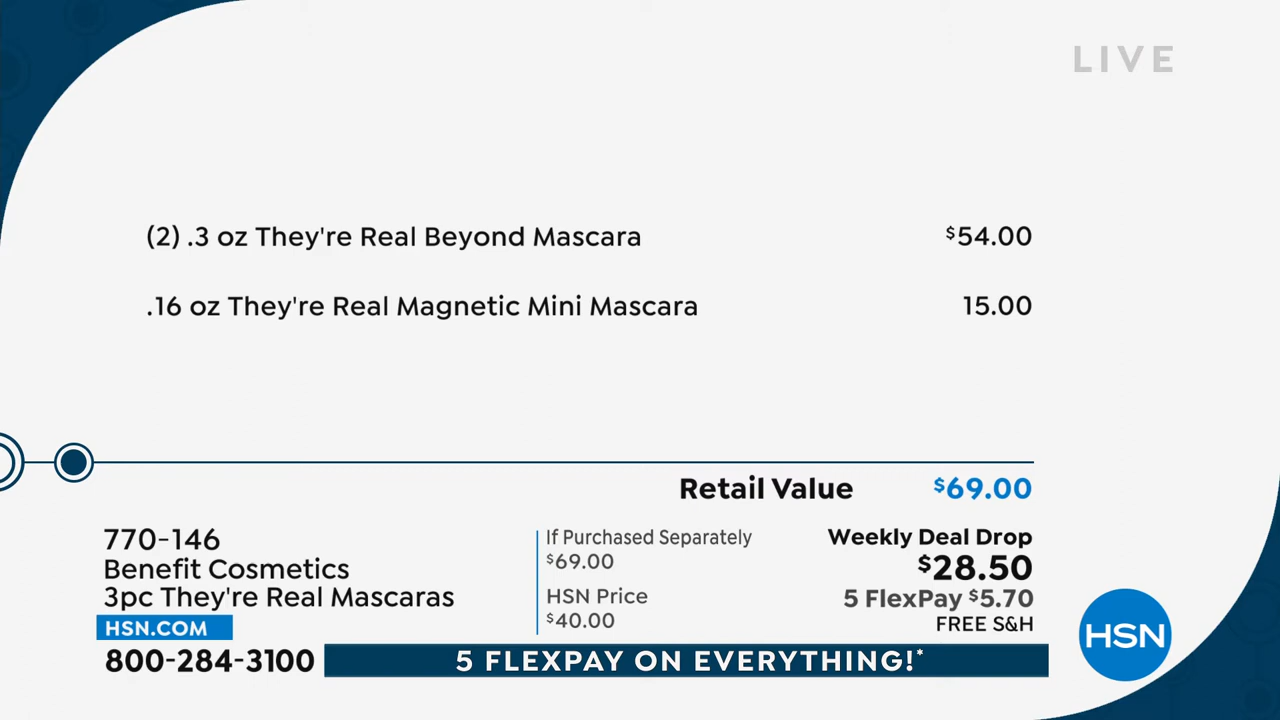 LIVE
(2) .3 oz They're Real Beyond Mascara $54.00
.16 oz They're Real Magnetic Mini Mascara 15.00
Retail Value $69.00
770-146
Benefit Cosmetics
3pc They're Real Mascaras
HSN.COM
800-284-3100
If Purchased Separately
$69.00
HSN Price
$40.00
Weekly Deal Drop
$28.50
5 FlexPay $5.70
FREE S&H
5 FLEXPAY ON EVERYTHING!*
HSN